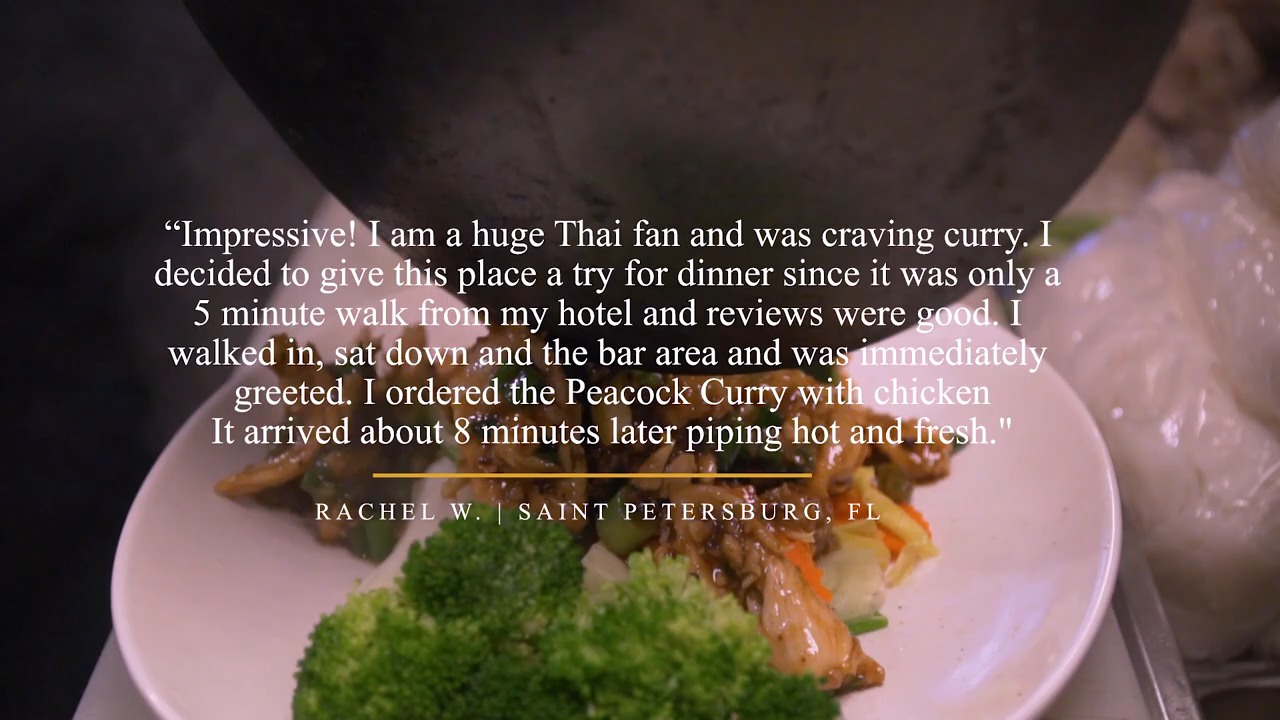 “Impressive! I am a huge Thai fan and was craving curry. I
decided to give this place a try for dinner since it was only a
5 minute walk from my hotel and reviews were good. I
walked in, sat down and the bar area and was immediately
greeted. I ordered the Peacock Curry with chicken
It arrived about 8 minutes later piping hot and fresh."
RACHEL W. | SAINT PETERSBURG, FL